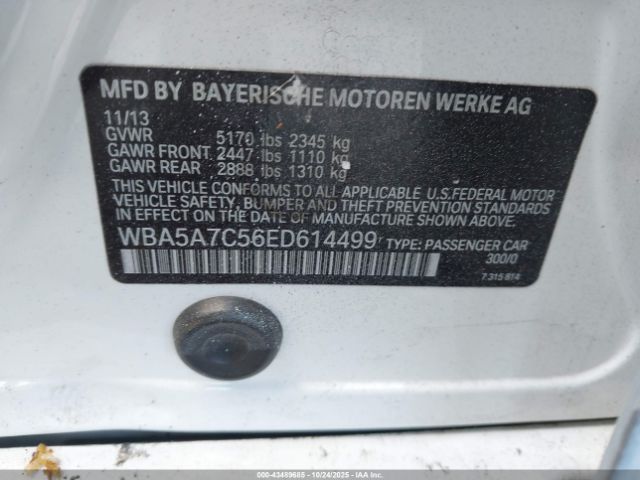 MFD BY BAYERISCHE MOTOREN WERKE AG
11/13
GVWR 5170 lbs 2345 kg
GAWR FRONT 2447 lbs 1110 kg
GAWR REAR 2888 lbs 1310 kg
THIS VEHICLE CONFORMS TO ALL APPLICABLE U.S.FEDERAL MOTOR
VEHICLE SAFETY, BUMPER AND THEFT PREVENTION STANDARDS
IN EFFECT ON THE DATE OF MANUFACTURE SHOWN ABOVE.
WBA5A7C56ED614499 TYPE: PASSENGER CAR
300/0
7 315 814
000-43489685 - 10/24/2025 - IAAI.COM